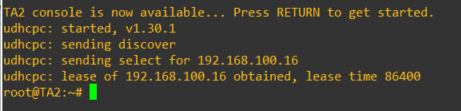 TA2 console is now available... Press RETURN to get started.
udhcpc: started, v1.30.1
udhcpc: sending discover
udhcpc: sending select for 192.168.100.16
udhcpc: lease of 192.168.100.16 obtained, lease time 86400
root@TA2:~#